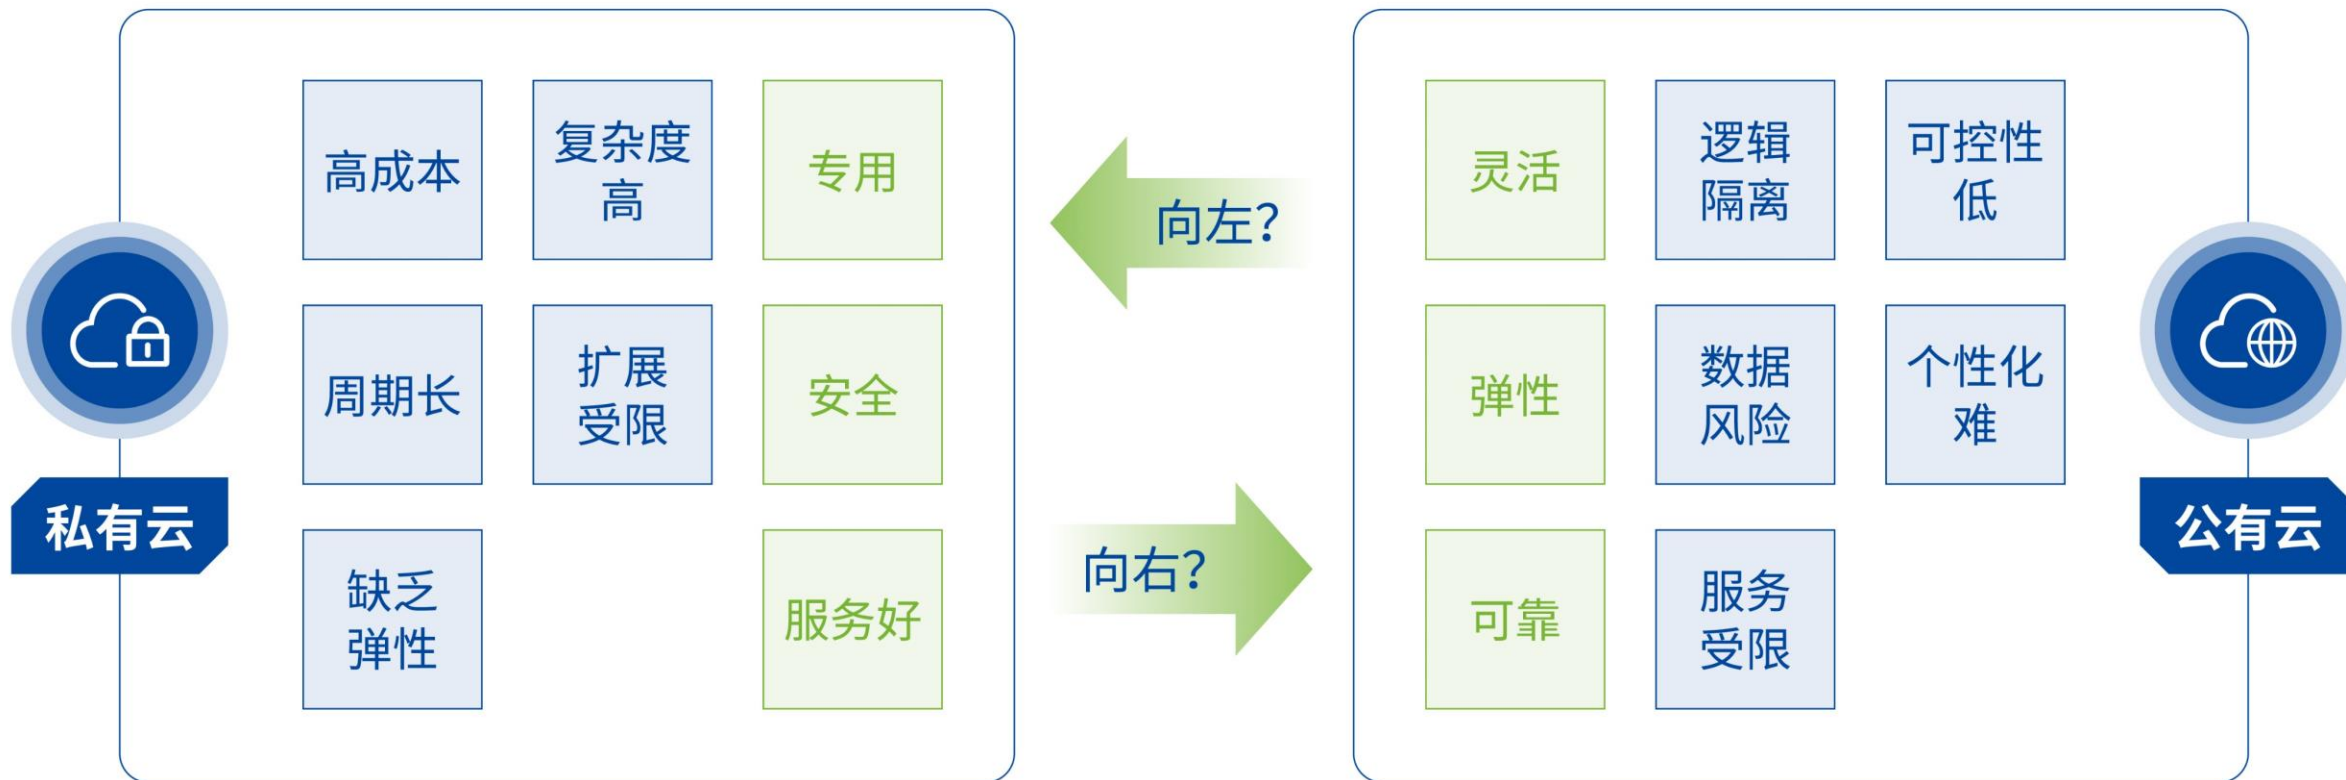 私有云
高成本
复杂度
高
专用
周期长
扩展
受限
安全
缺乏
弹性
服务好
向左？
向右？
灵活
逻辑
隔离
可控性
低
弹性
数据
风险
个性化
难
可靠
服务
受限
公有云